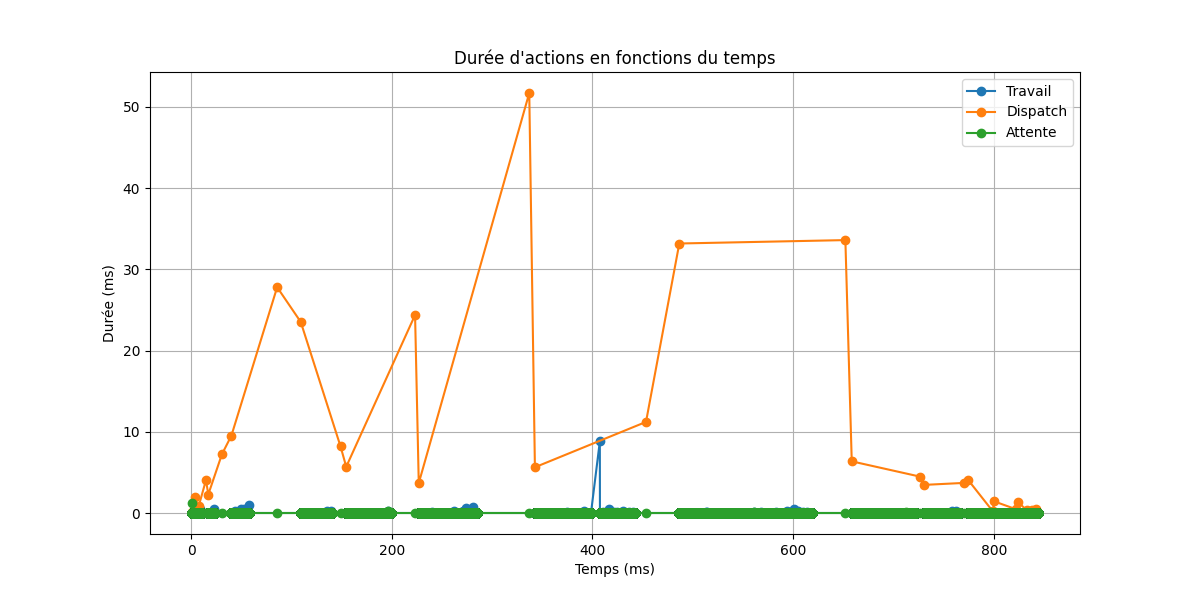 Durée d'actions en fonctions du temps
Durée (ms)
50
40
30
20
10
0
0 200 400 600 800
Temps (ms)
Travail
Dispatch
Attente